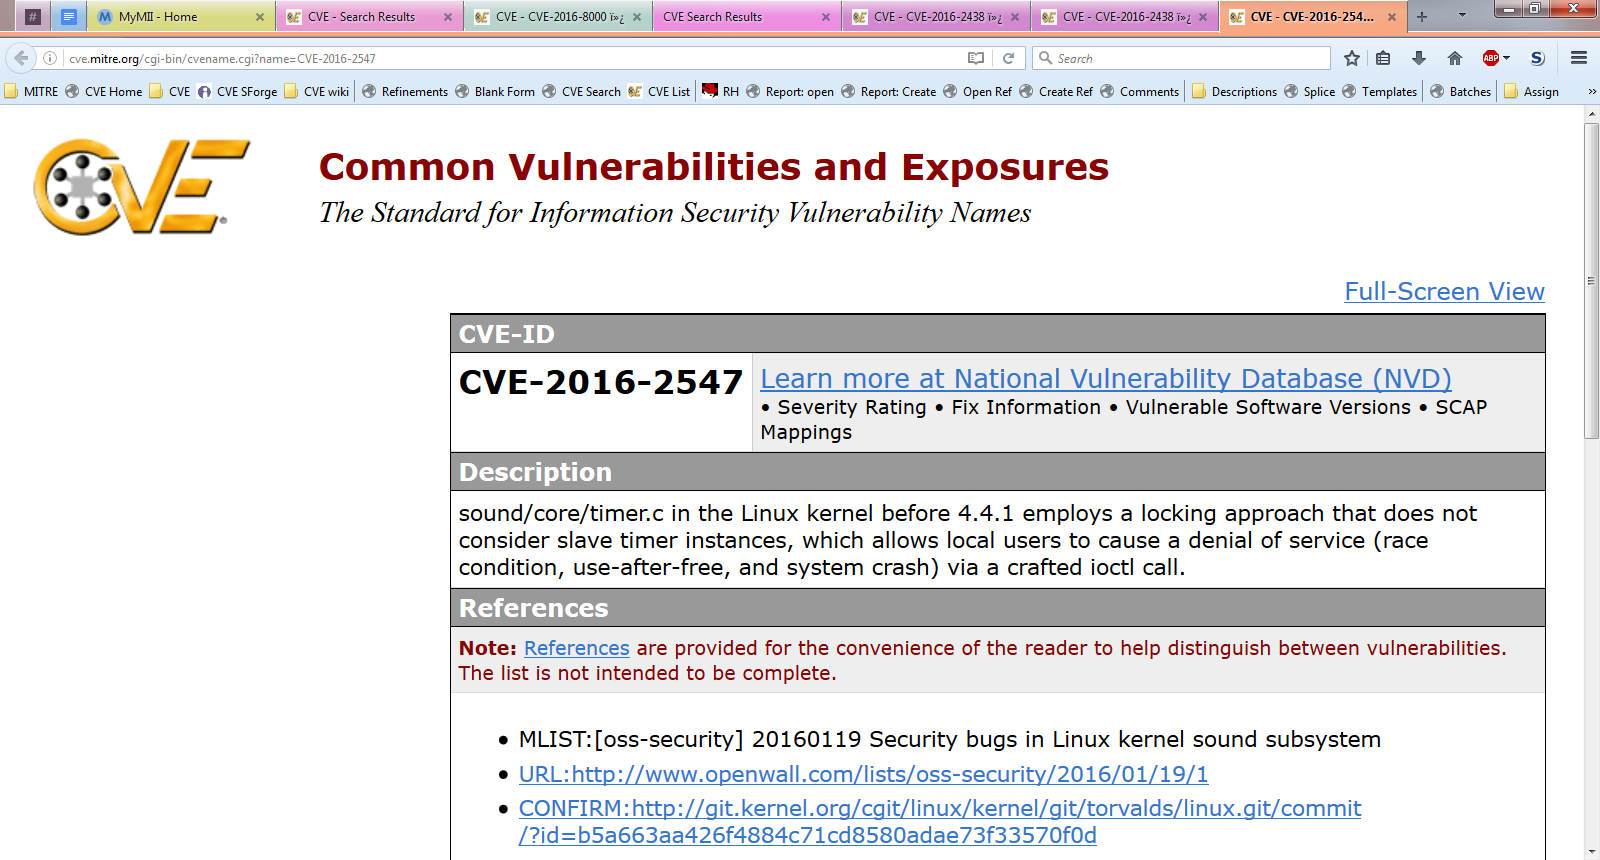 MyMII - Home
CVE - Search Results
CVE - CVE-2016-8000 ï»¿
CVE Search Results
CVE - CVE-2016-2438 ï»¿
CVE - CVE-2016-2438 ï»¿
CVE - CVE-2016-254...
cve.mitre.org/cgi-bin/cvename.cgi?name=CVE-2016-2547
Search
ABP
S
MITRE CVE Home CVE CVE SForge CVE wiki Refinements Blank Form CVE Search CVE List RH Report: open Report: Create Open Ref Create Ref Comments Descriptions Splice Templates Batches Assign »
CVE
Common Vulnerabilities and Exposures
The Standard for Information Security Vulnerability Names
Full-Screen View
CVE-ID
CVE-2016-2547
Learn more at National Vulnerability Database (NVD)
• Severity Rating • Fix Information • Vulnerable Software Versions • SCAP
Mappings
Description
sound/core/timer.c in the Linux kernel before 4.4.1 employs a locking approach that does not
consider slave timer instances, which allows local users to cause a denial of service (race
condition, use-after-free, and system crash) via a crafted ioctl call.
References
Note: References are provided for the convenience of the reader to help distinguish between vulnerabilities.
The list is not intended to be complete.
• MLIST:[oss-security] 20160119 Security bugs in Linux kernel sound subsystem
• URL:http://www.openwall.com/lists/oss-security/2016/01/19/1
• CONFIRM:http://git.kernel.org/cgit/linux/kernel/git/torvalds/linux.git/commit
/?id=b5a663aa426f4884c71cd8580adae73f33570f0d